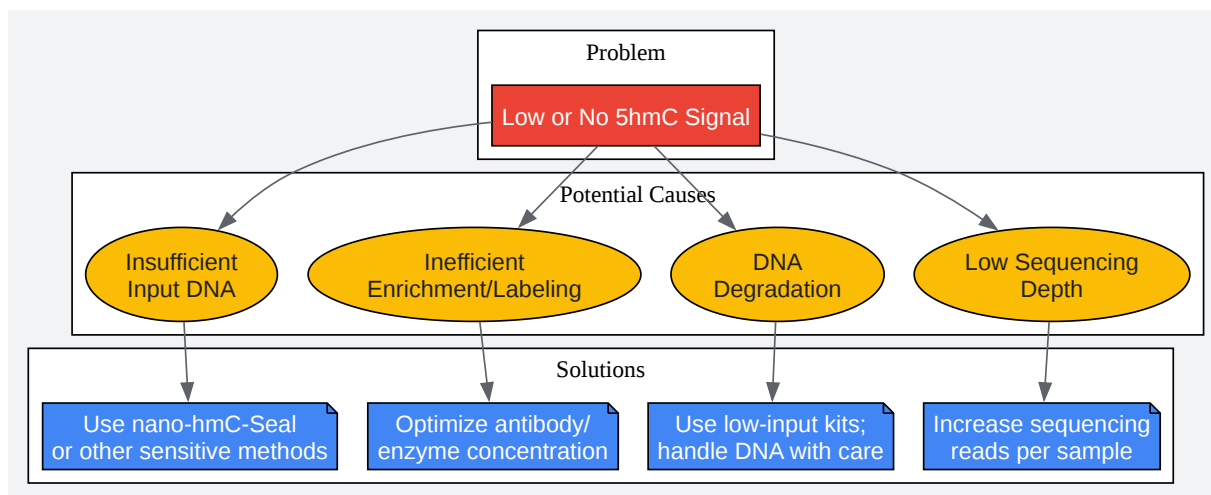 Problem
Low or No 5hmC Signal
Potential Causes
Insufficient
Input DNA
Inefficient
Enrichment/Labeling
DNA
Degradation
Low Sequencing
Depth
Solutions
Use nano-hmC-Seal
or other sensitive methods
Optimize antibody/
enzyme concentration
Use low-input kits;
handle DNA with care
Increase sequencing
reads per sample